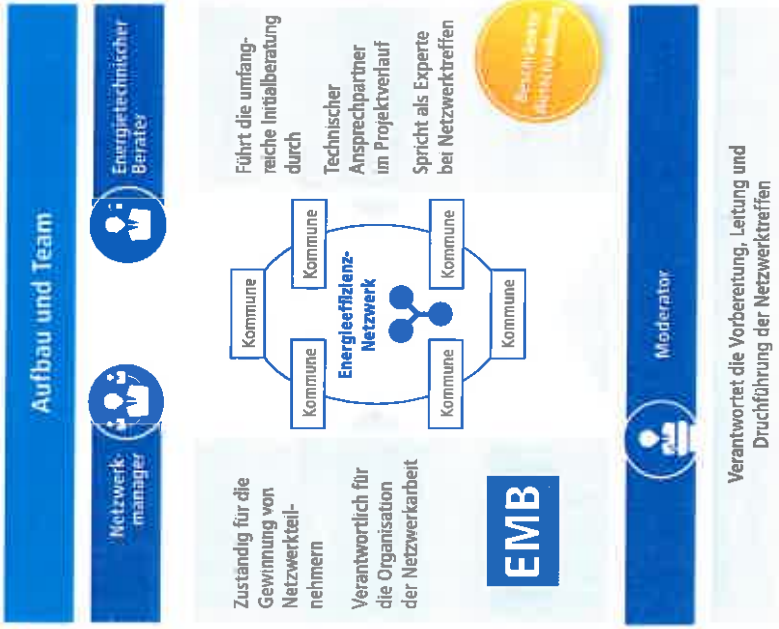 Aufbau und Team
Netzwerk-
manager
Energietechnischer
Berater
Zuständig für die
Gewinnung von
Netzwerkteil-
nehmern
Verantwortlich für
die Organisation
der Netzwerkarbeit
EMB
Kommune
Kommune
Kommune
Energieeffizienz-
Netzwerk
Kommune
Kommune
Kommune
Führt die umfang-
reiche Initialberatung
durch
Technischer
Ansprechpartner
im Projektverlauf
Spricht als Experte
bei Netzwerktreffen
Moderator
Verantwortet die Vorbereitung, Leitung und
Druchführung der Netzwerktreffen